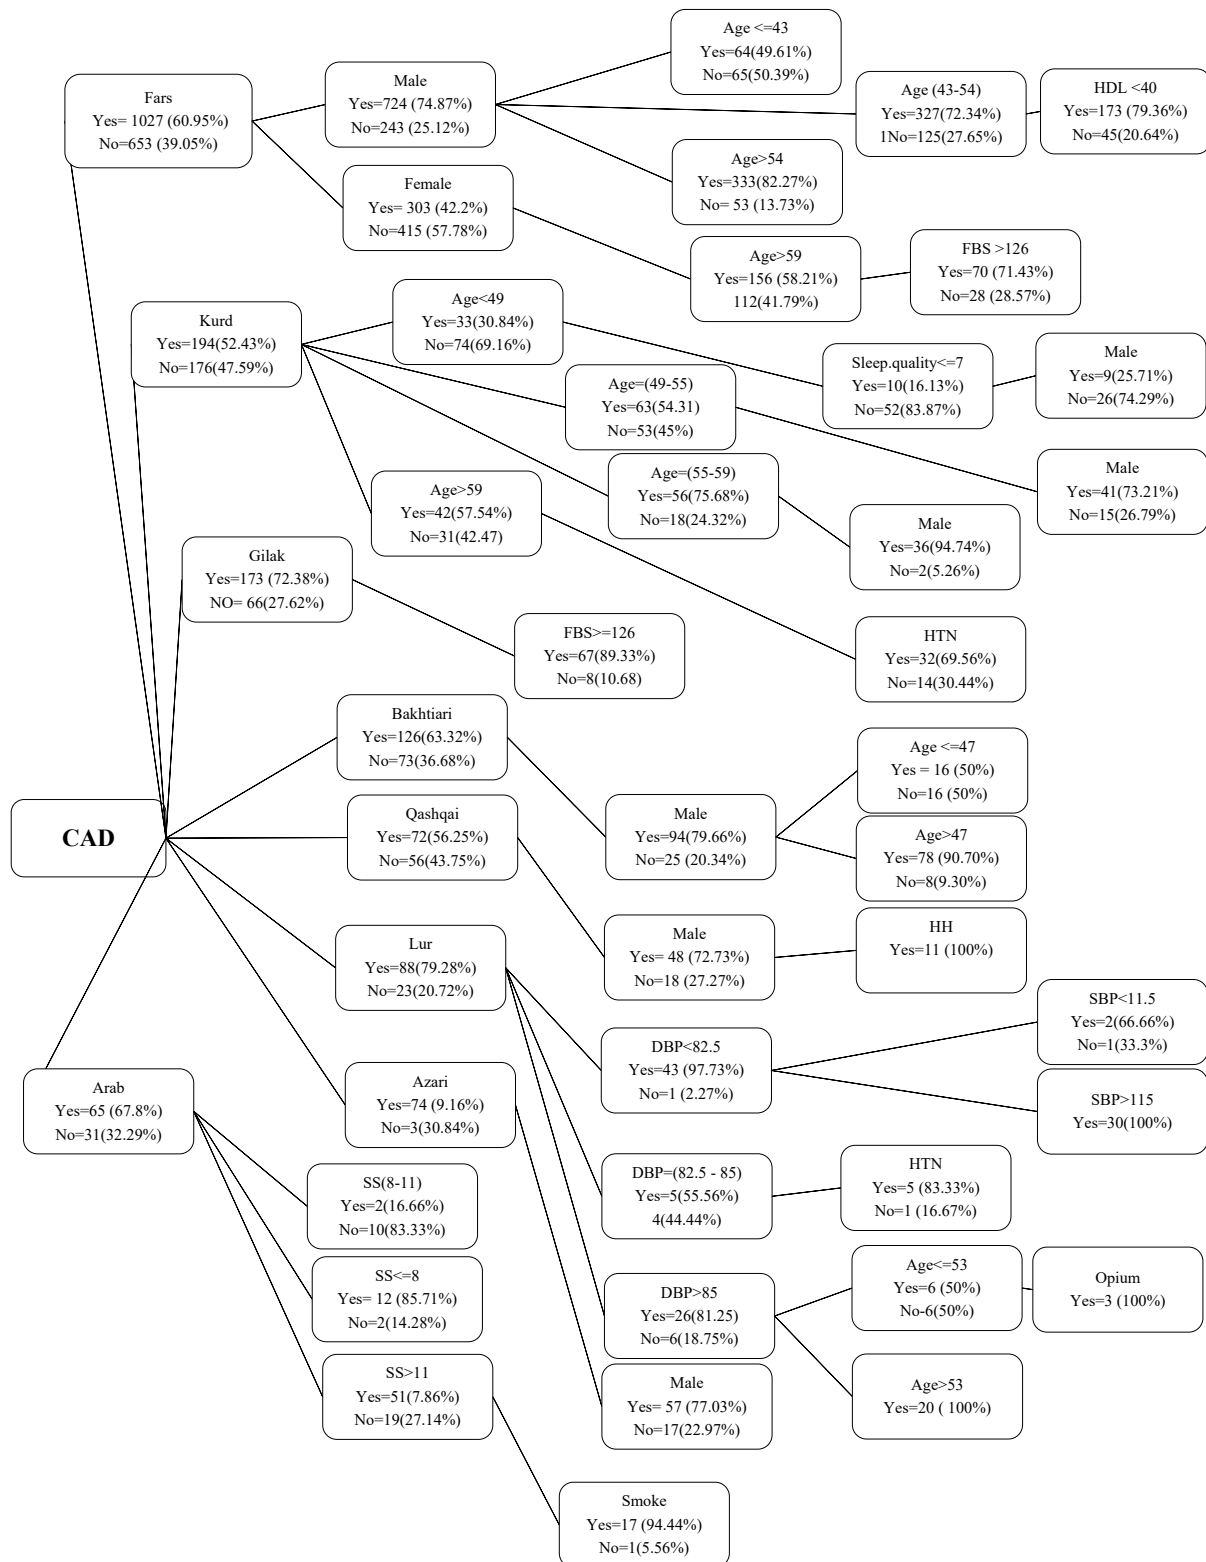 Age <=43
Yes=64(49.61%)
No=65(50.39%)
Fars
Yes= 1027 (60.95%)
No=653 (39.05%)
Male
Yes=724 (74.87%)
No=243 (25.12%)
Age (43-54)
Yes=327(72.34%)
1No=125(27.65%)
HDL <40
Yes=173 (79.36%)
No=45(20.64%)
Age>54
Yes=333(82.27%)
No= 53 (13.73%)
Female
Yes= 303 (42.2%)
No=415 (57.78%)
Age>59
Yes=156 (58.21%)
112(41.79%)
FBS >126
Yes=70 (71.43%)
No=28 (28.57%)
Kurd
Yes=194(52.43%)
No=176(47.59%)
Age<49
Yes=33(30.84%)
No=74(69.16%)
Sleep.quality<=7
Yes=10(16.13%)
No=52(83.87%)
Male
Yes=9(25.71%)
No=26(74.29%)
Age=(49-55)
Yes=63(54.31)
No=53(45%)
Male
Yes=41(73.21%)
No=15(26.79%)
Age=(55-59)
Yes=56(75.68%)
No=18(24.32%)
Age>59
Yes=42(57.54%)
No=31(42.47)
Male
Yes=36(94.74%)
No=2(5.26%)
Gilak
Yes=173 (72.38%)
NO= 66(27.62%)
FBS>=126
Yes=67(89.33%)
No=8(10.68)
HTN
Yes=32(69.56%)
No=14(30.44%)
Bakhtiari
Yes=126(63.32%)
No=73(36.68%)
Age <=47
Yes = 16 (50%)
No=16 (50%)
CAD
Qashqai
Yes=72(56.25%)
No=56(43.75%)
Male
Yes=94(79.66%)
No=25 (20.34%)
Age>47
Yes=78 (90.70%)
No=8(9.30%)
Lur
Yes=88(79.28%)
No=23(20.72%)
Male
Yes= 48 (72.73%)
No=18 (27.27%)
HH
Yes=11 (100%)
SBP<11.5
Yes=2(66.66%)
No=1(33.3%)
DBP<82.5
Yes=43 (97.73%)
No=1 (2.27%)
SBP>115
Yes=30(100%)
Arab
Yes=65 (67.8%)
No=31(32.29%)
Azari
Yes=74 (9.16%)
No=3(30.84%)
SS(8-11)
Yes=2(16.66%)
No=10(83.33%)
DBP=(82.5 - 85)
Yes=5(55.56%)
4(44.44%)
HTN
Yes=5 (83.33%)
No=1 (16.67%)
SS<=8
Yes= 12 (85.71%)
No=2(14.28%)
DBP>85
Yes=26(81.25)
No=6(18.75%)
Age<=53
Yes=6 (50%)
No-6(50%)
Opium
Yes=3 (100%)
SS>11
Yes=51(7.86%)
No=19(27.14%)
Male
Yes= 57 (77.03%)
No=17(22.97%)
Age>53
Yes=20 ( 100%)
Smoke
Yes=17 (94.44%)
No=1(5.56%)